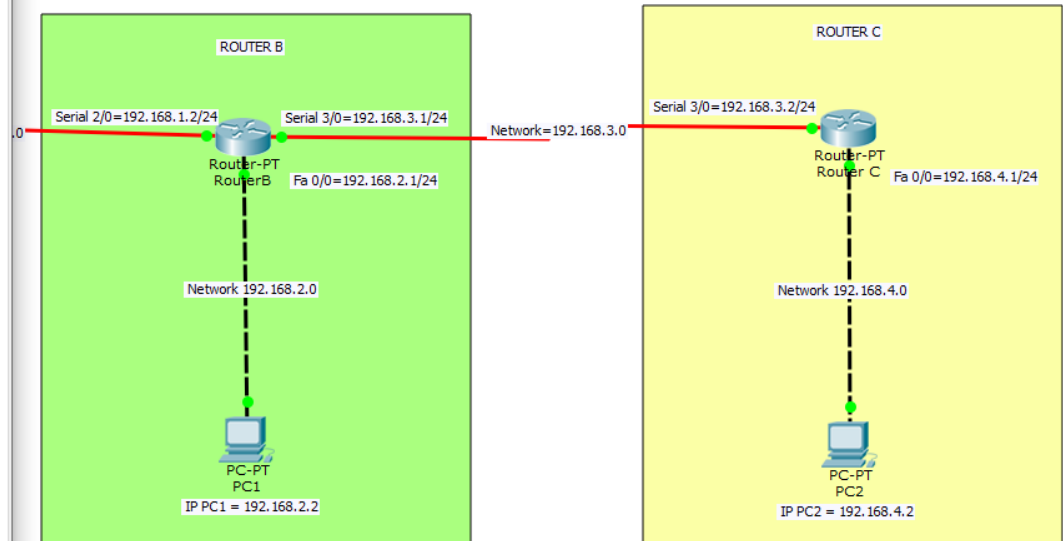 ROUTER B
ROUTER C
Serial 2/0=192.168.1.2/24
Serial 3/0=192.168.3.1/24
Serial 3/0=192.168.3.2/24
.0
Network=192.168.3.0
Router-PT
RouterB
Router-PT
Router C
Fa 0/0=192.168.2.1/24
Fa 0/0=192.168.4.1/24
Network 192.168.2.0
Network 192.168.4.0
PC-PT
PC1
PC-PT
PC2
IP PC1 = 192.168.2.2
IP PC2 = 192.168.4.2